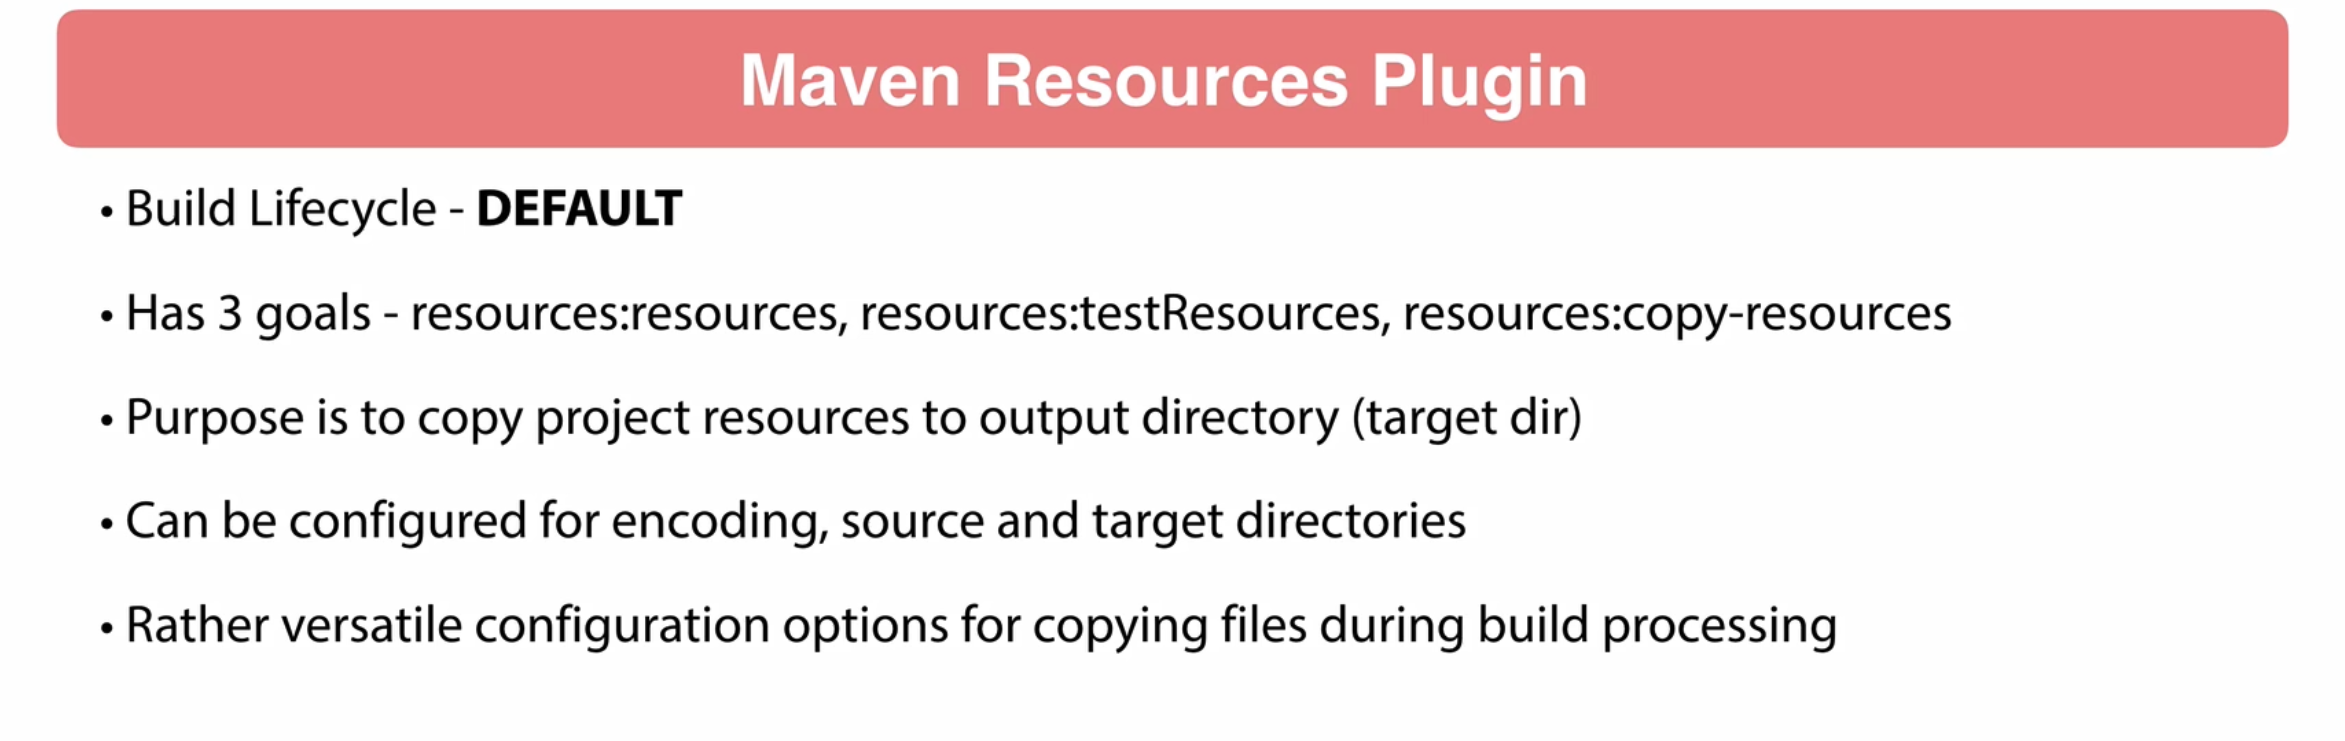 Maven Resources Plugin
• Build Lifecycle - DEFAULT
• Has 3 goals - resources:resources, resources:testResources, resources:copy-resources
• Purpose is to copy project resources to output directory (target dir)
• Can be configured for encoding, source and target directories
• Rather versatile configuration options for copying files during build processing